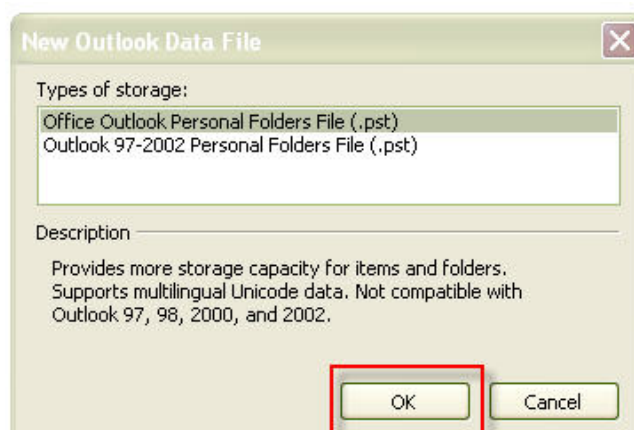 New Outlook Data File
Types of storage:
Office Outlook Personal Folders File (.pst)
Outlook 97-2002 Personal Folders File (.pst)
Description
Provides more storage capacity for items and folders.
Supports multilingual Unicode data. Not compatible with
Outlook 97, 98, 2000, and 2002.
OK
Cancel